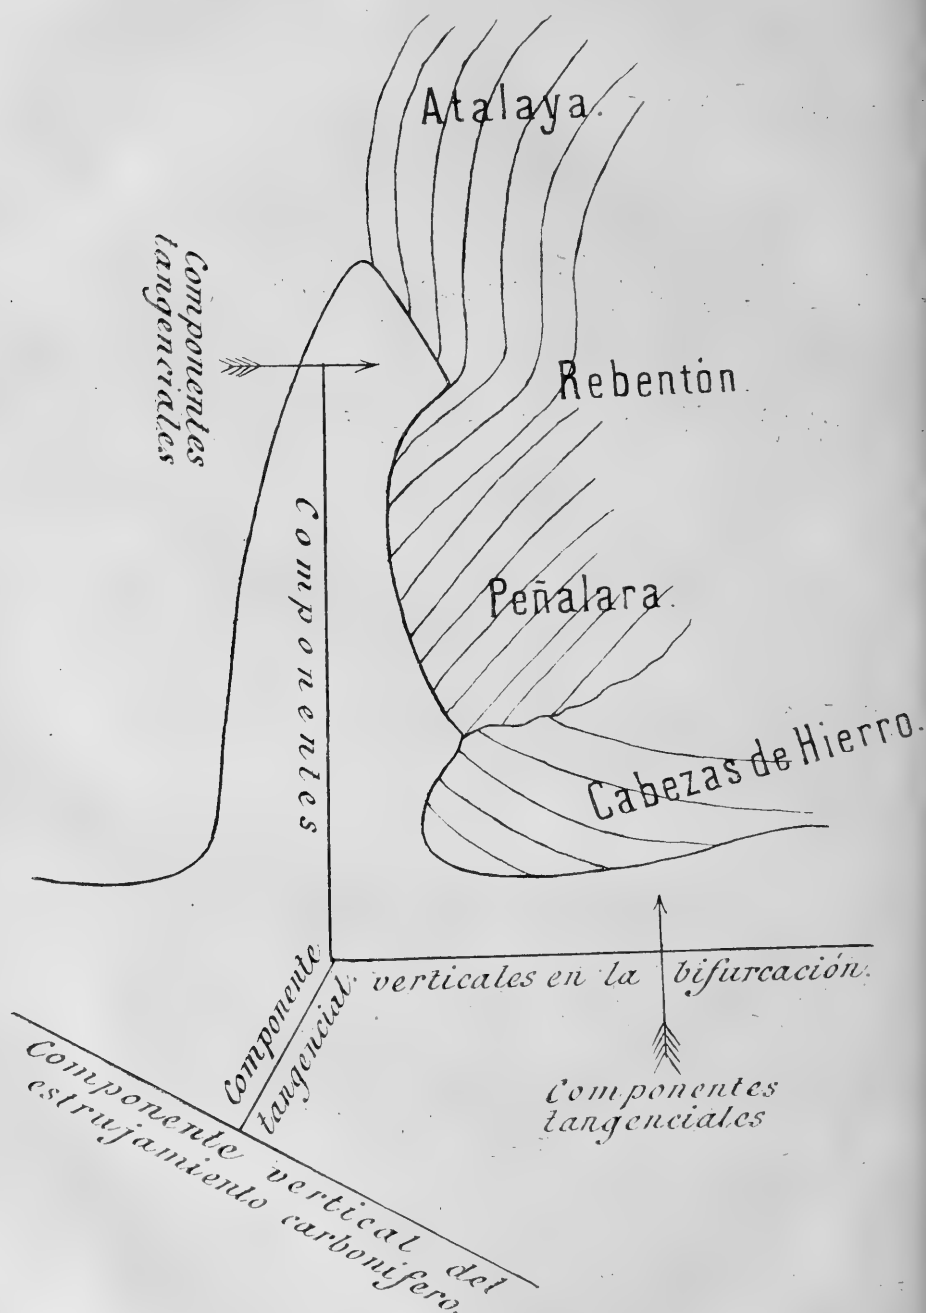 Atalaya.
Componentes
tangenciales
Rebentón.
Componentes
Peñalara.
Cabezas de Hierro.
Componente
tangencial.
verticales en la bifurcación.
Componentes
tangenciales
Componente vertical del
estrujamiento carbonífero.